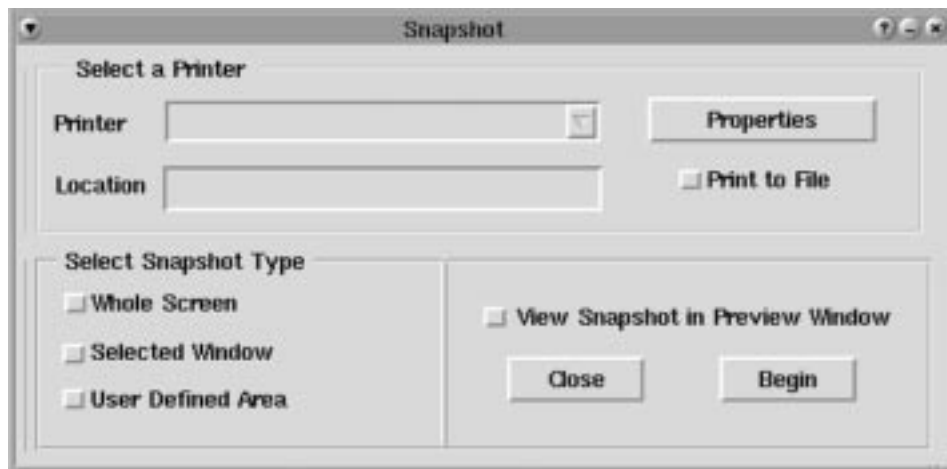 Snapshot
Select a Printer
Printer
Properties
Location
Print to File
Select Snapshot Type
Whole Screen
Selected Window
User Defined Area
View Snapshot in Preview Window
Close
Begin